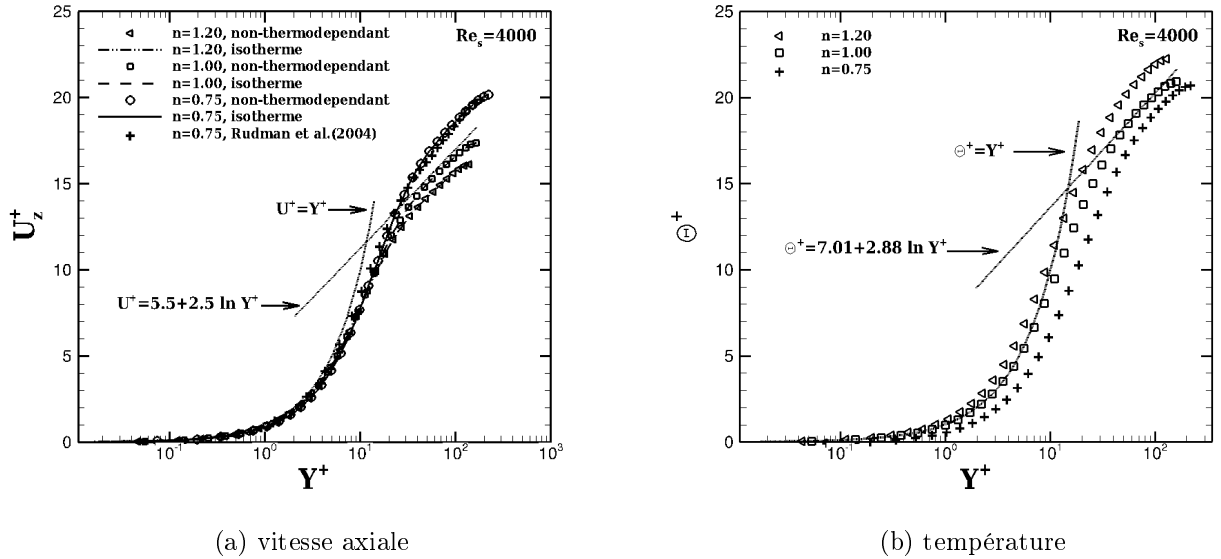 25
20
15
10
5
0
U_z^+
n=1.20, non-thermodependant
n=1.20, isotherme
n=1.00, non-thermodependant
n=1.00, isotherme
n=0.75, non-thermodependant
n=0.75, isotherme
n=0.75, Rudman et al.(2004)
Re_s=4000
U^+=Y^+
U^+=5.5+2.5 ln Y^+
10^-1
10^0
10^1
10^2
10^3
Y^+
(a) vitesse axiale
25
20
15
10
5
0
Θ^+
n=1.20
n=1.00
n=0.75
Re_s=4000
Θ^+=Y^+
Θ^+=7.01+2.88 ln Y^+
10^-1
10^0
10^1
10^2
Y^+
(b) température